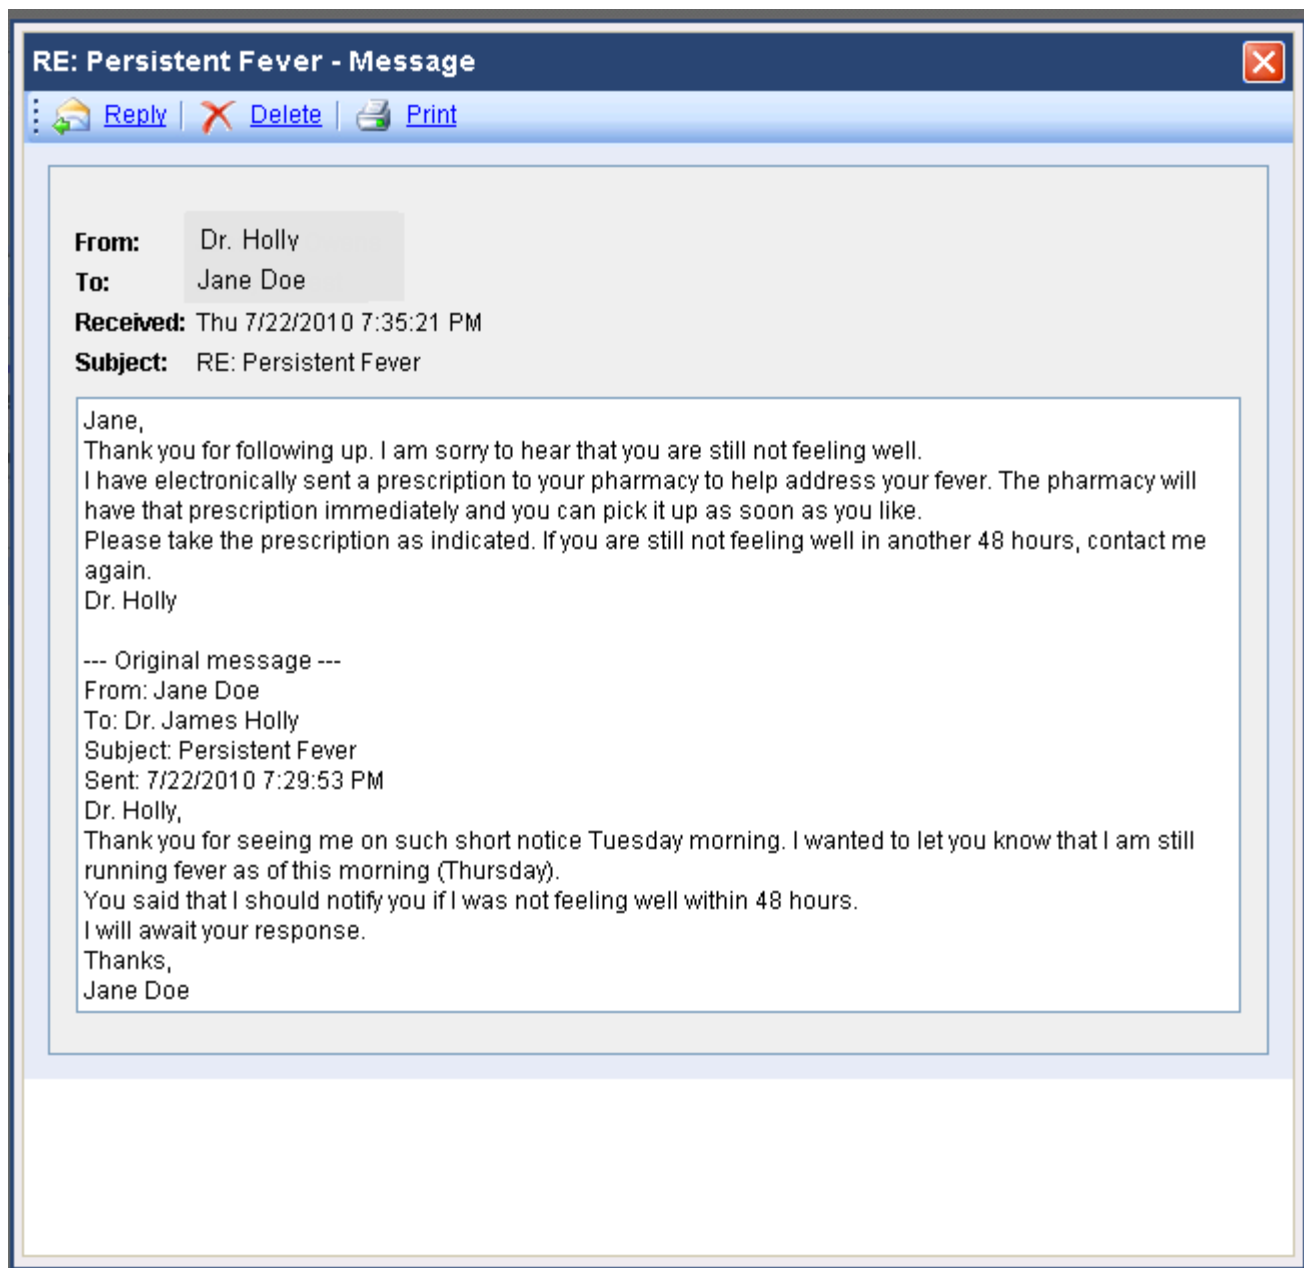 RE: Persistent Fever - Message
Reply | Delete | Print
From: Dr. Holly
To: Jane Doe
Received: Thu 7/22/2010 7:35:21 PM
Subject: RE: Persistent Fever
Jane,
Thank you for following up. I am sorry to hear that you are still not feeling well.
I have electronically sent a prescription to your pharmacy to help address your fever. The pharmacy will
have that prescription immediately and you can pick it up as soon as you like.
Please take the prescription as indicated. If you are still not feeling well in another 48 hours, contact me
again.
Dr. Holly
--- Original message ---
From: Jane Doe
To: Dr. James Holly
Subject: Persistent Fever
Sent: 7/22/2010 7:29:53 PM
Dr. Holly,
Thank you for seeing me on such short notice Tuesday morning. I wanted to let you know that I am still
running fever as of this morning (Thursday).
You said that I should notify you if I was not feeling well within 48 hours.
I will await your response.
Thanks,
Jane Doe